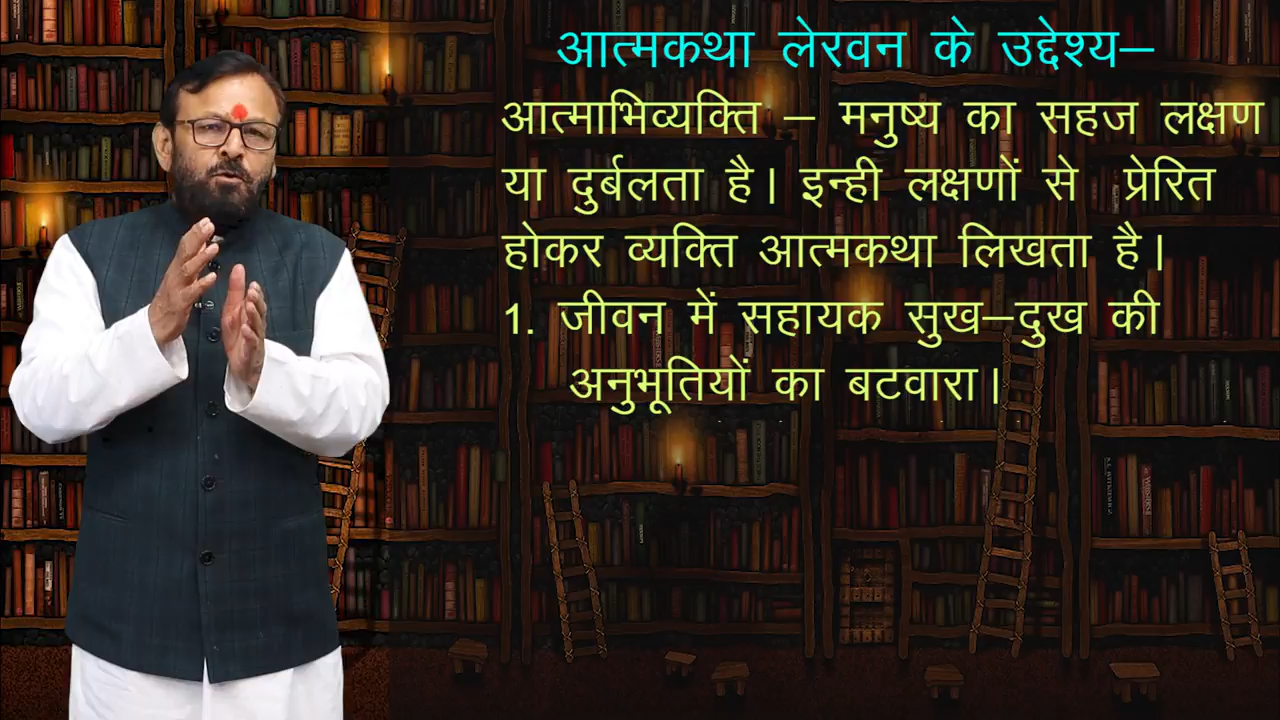 आत्मकथा लेरवन के उद्देश्य–
आत्माभिव्यक्ति – मनुष्य का सहज लक्षण
या दुर्बलता है। इन्ही लक्षणों से प्रेरित
होकर व्यक्ति आत्मकथा लिखता है।
1. जीवन में सहायक सुख–दुख की
अनुभूतियों का बटवारा।